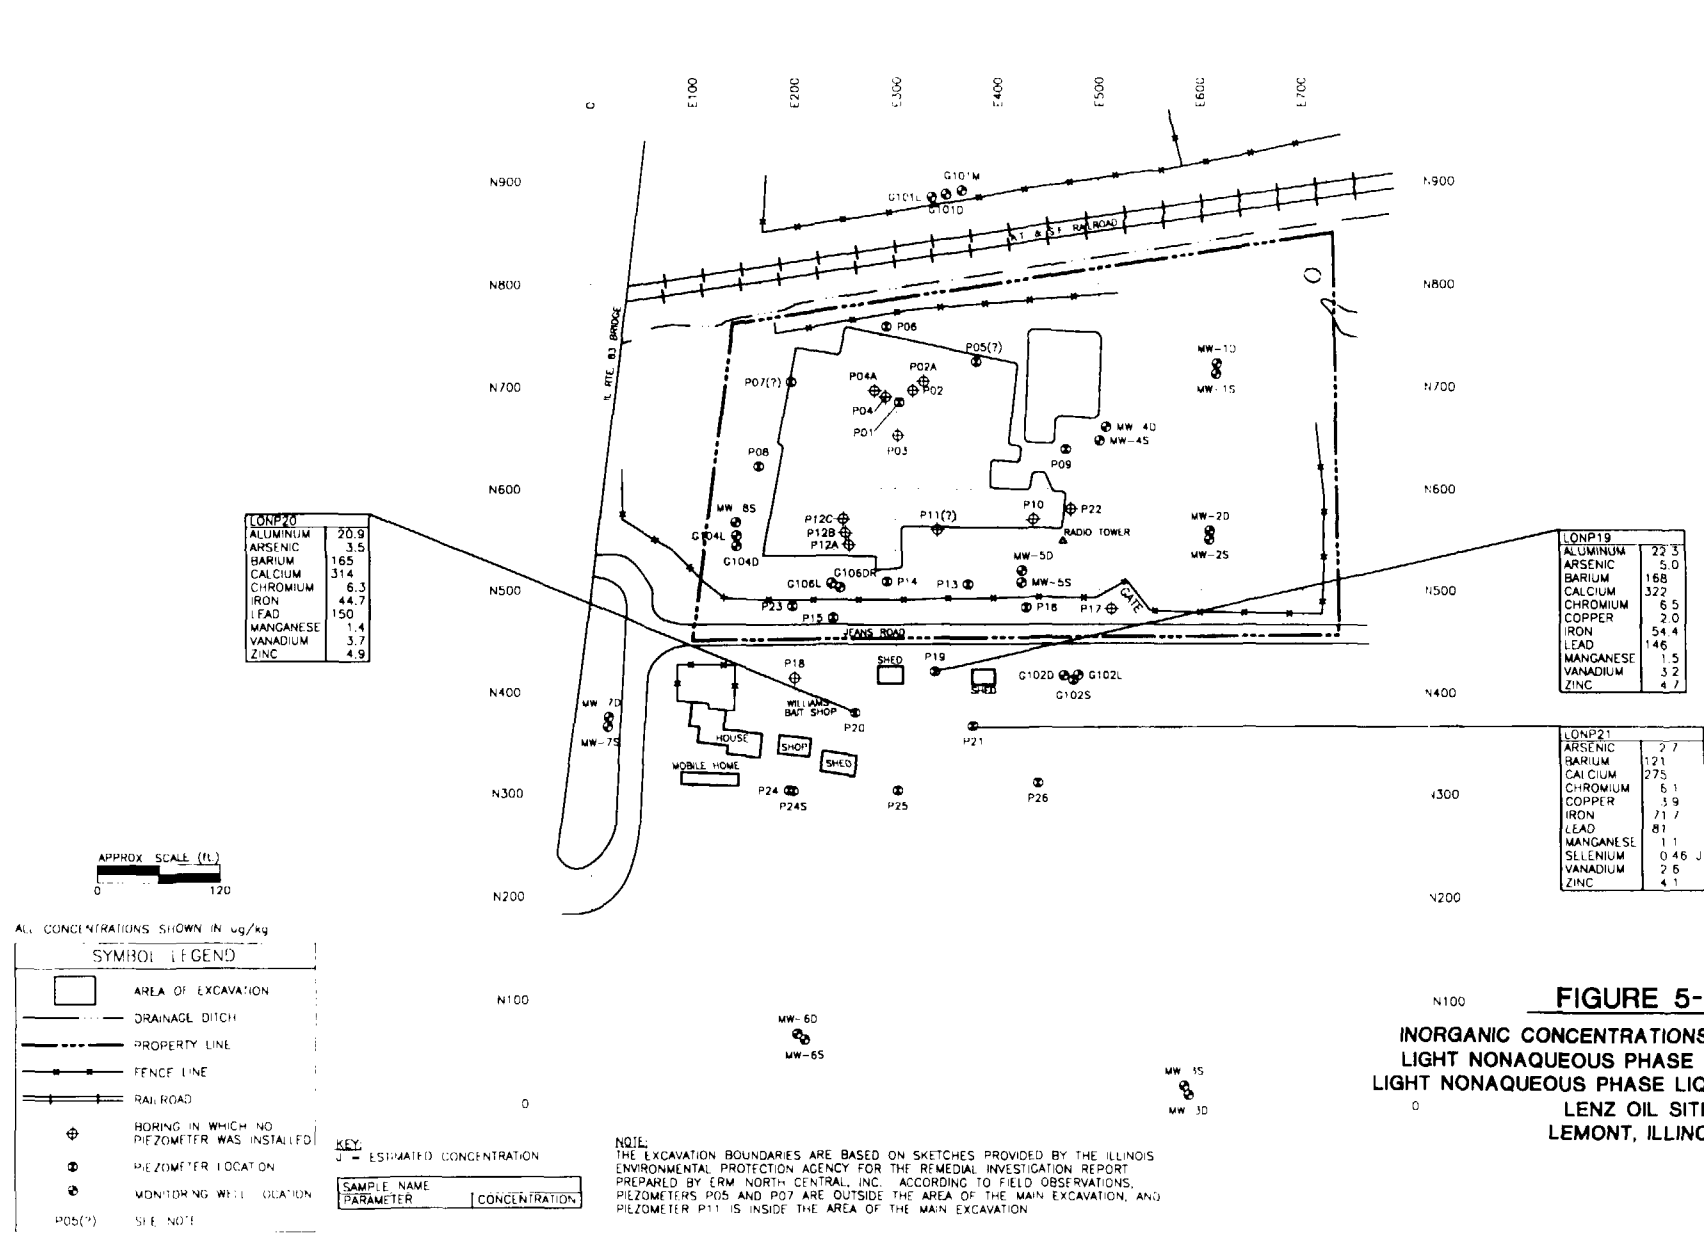 0
E100
E200
E300
E400
E500
E600
E700
N900
G101M
G101L
G101D
N900
A.T. & S.F. RAILROAD
N800
N800
IL RTE. 83 BRIDGE
P06
P05(?)
MW-1D
MW-1S
N700
P07(?)
P04A
P02A
P02
P04
P01
P03
N700
MW 4D
MW-4S
P08
P09
N600
N600
MW 8S
P12C
P11(?)
P10
P22
MW-2D
G104L
P12B
RADIO TOWER
P12A
MW-2S
G104D
MW-5D
G106DR
G106L
P14
P13
MW-5S
N500
GATE
N500
P23
P16
P17
P15
JEANS ROAD
P18
SHED
P19
G102D
G102L
SHED
G102S
N400
N400
MW 7D
WILLIAMS
BAIT SHOP
P20
MW-7S
HOUSE
SHOP
P21
MOBILE HOME
SHED
N300
P24
P24S
P25
P26
N200
N100
N100
MW-6D
MW-6S
0
0
LONP20
ALUMINUM 20.9
ARSENIC 3.5
BARIUM 165
CALCIUM 314
CHROMIUM 6.3
IRON 44.7
LEAD 150
MANGANESE 1.4
VANADIUM 3.7
ZINC 4.9
LONP19
ALUMINUM 22 3
ARSENIC 5.0
BARIUM 168
CALCIUM 322
CHROMIUM 6 5
COPPER 2.0
IRON 54.4
LEAD 146
MANGANESE 1.5
VANADIUM 3 2
ZINC 4 7
LONP21
ARSENIC 2 7
BARIUM 121
CALCIUM 275
CHROMIUM 6 1
COPPER 3 9
IRON 71 7
LEAD 81
MANGANESE 1 1
SELENIUM 0 46 J
VANADIUM 2 6
ZINC 4 1
APPROX SCALE (ft.)
0 120
ALL CONCENTRATIONS SHOWN IN ug/kg
SYMBOL LEGEND
AREA OF EXCAVATION
DRAINAGE DITCH
PROPERTY LINE
FENCE LINE
RAILROAD
BORING IN WHICH NO
PIEZOMETER WAS INSTALLED
PIEZOMETER LOCATION
MONITORING WELL LOCATION
P05(?) SEE NOTE
KEY:
J = ESTIMATED CONCENTRATION
SAMPLE NAME
PARAMETER CONCENTRATION
NOTE:
THE EXCAVATION BOUNDARIES ARE BASED ON SKETCHES PROVIDED BY THE ILLINOIS
ENVIRONMENTAL PROTECTION AGENCY FOR THE REMEDIAL INVESTIGATION REPORT
PREPARED BY ERM NORTH CENTRAL, INC. ACCORDING TO FIELD OBSERVATIONS,
PIEZOMETERS P05 AND P07 ARE OUTSIDE THE AREA OF THE MAIN EXCAVATION, AND
PIEZOMETER P11 IS INSIDE THE AREA OF THE MAIN EXCAVATION
FIGURE 5-
INORGANIC CONCENTRATIONS
LIGHT NONAQUEOUS PHASE
LIGHT NONAQUEOUS PHASE LIQ
LENZ OIL SIT
LEMONT, ILLINO